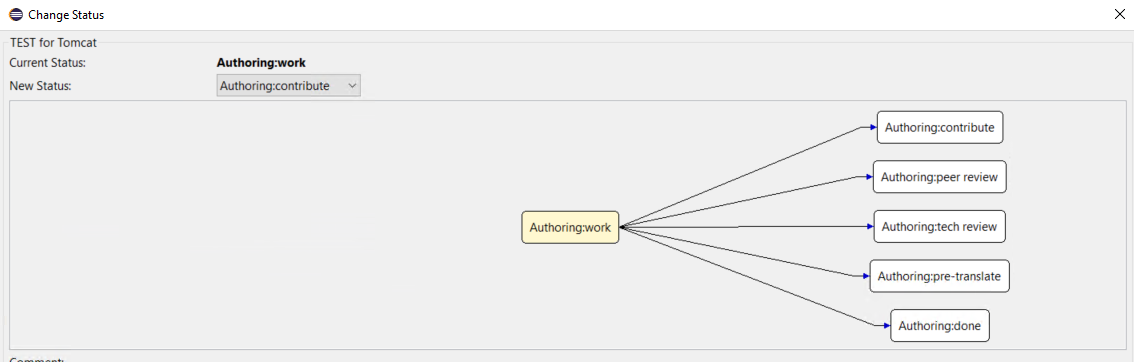 Change Status
TEST for Tomcat
Current Status: Authoring:work
New Status: Authoring:contribute
Authoring:contribute
Authoring:peer review
Authoring:work
Authoring:tech review
Authoring:pre-translate
Authoring:done
Comment: